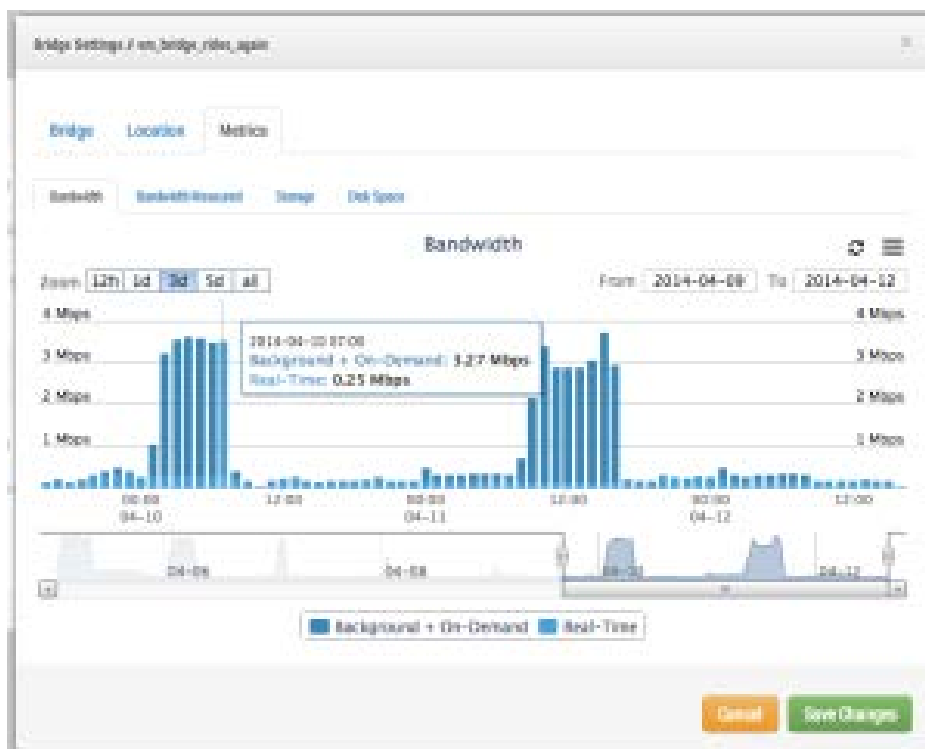 Bridge Settings / en_bridge_rides_again
Bridge Location Metrics
Bandwidth Bandwidth Measured Storage Disk Space
Bandwidth
Zoom 12h 1d 3d 5d all From 2014-04-09 To 2014-04-12
4 Mbps 4 Mbps
2014-04-10 07:00
3 Mbps Background + On-Demand: 3.27 Mbps 3 Mbps
Real-Time: 0.25 Mbps
2 Mbps 2 Mbps
1 Mbps 1 Mbps
00:00 12:00 00:00 12:00 00:00 12:00
04-10 04-11 04-12
04-06 04-08 04-10 04-12
Background + On-Demand Real-Time
Cancel Save Changes